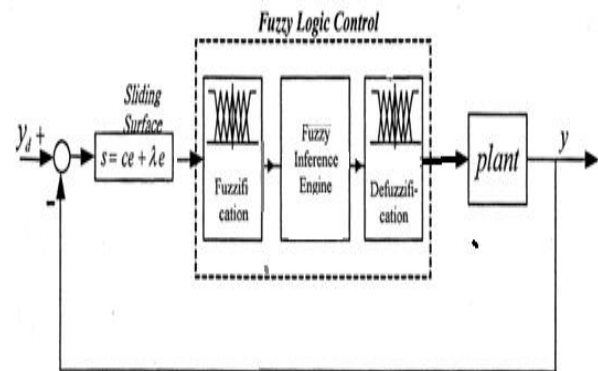 Fuzzy Logic Control
Sliding
Surface
y_d +
s = ce + λe
-
Fuzzifi
cation
Fuzzy
Inference
Engine
Defuzzifi-
cation
plant
y